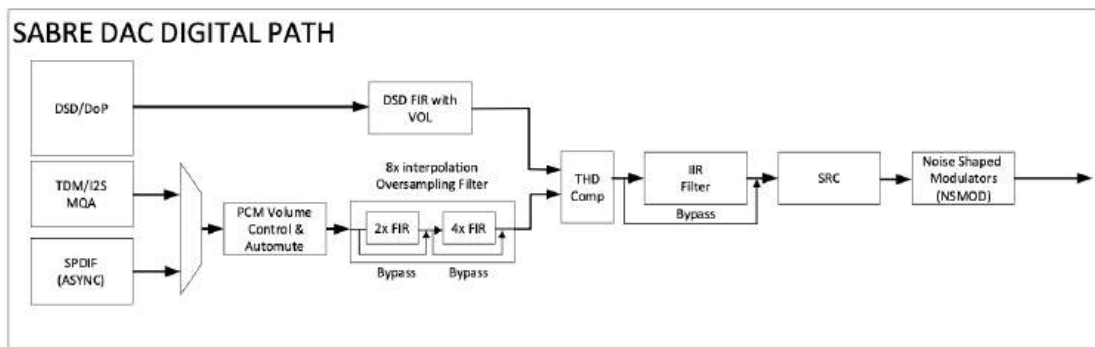 SABRE DAC DIGITAL PATH
DSD/DoP
DSD FIR with
VOL
TDM/I2S
MQA
SPDIF
(ASYNC)
PCM Volume
Control &
Automute
8x interpolation
Oversampling Filter
2x FIR
4x FIR
Bypass
Bypass
THD
Comp
IIR
Filter
Bypass
SRC
Noise Shaped
Modulators
(NSMOD)